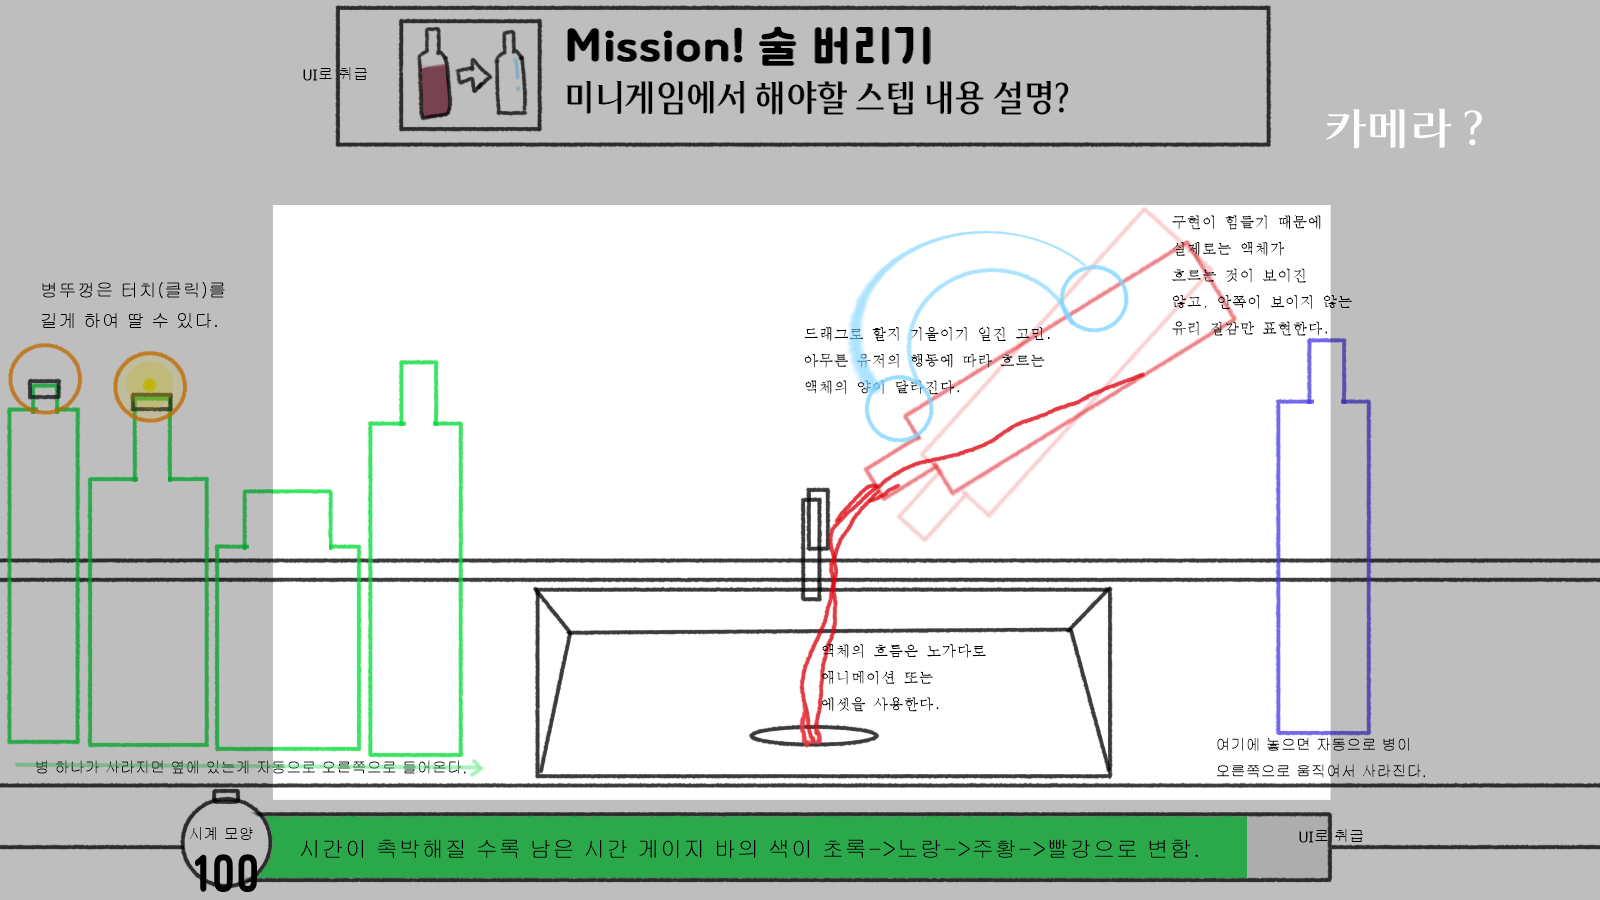 UI로 취급
Mission! 술 버리기
미니게임에서 해야할 스텝 내용 설명?
카메라 ?
구현이 힘들기 때문에
실제로는 액체가
흐르는 것이 보이진
않고, 안쪽이 보이지 않는
유리 질감만 표현한다.
병뚜껑은 터치(클릭)를
길게 하여 딸 수 있다.
드래그로 할지 기울이기 일진 고민.
아무튼 유저의 행동에 따라 흐르는
액체의 양이 달라진다.
액체의 흐름은 노가다로
애니메이션 또는
에셋을 사용한다.
여기에 놓으면 자동으로 병이
오른쪽으로 움직여서 사라진다.
병 하나가 사라지면 옆에 있는게 자동으로 오른쪽으로 들어온다.
시계 모양
100
시간이 촉박해질 수록 남은 시간 게이지 바의 색이 초록->노랑->주황->빨강으로 변함.
UI로 취급